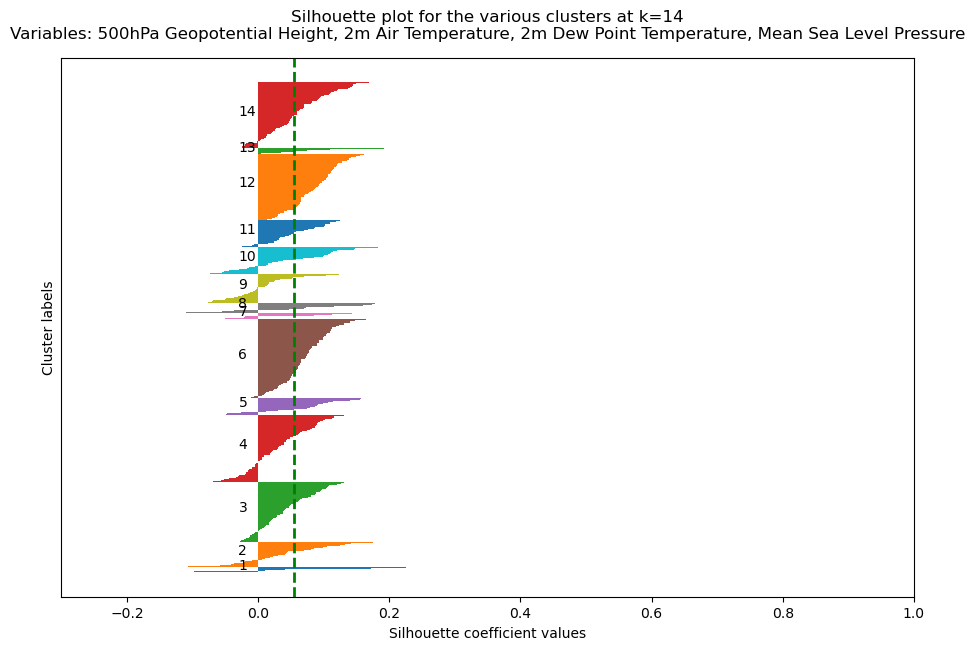 Silhouette plot for the various clusters at k=14
Variables: 500hPa Geopotential Height, 2m Air Temperature, 2m Dew Point Temperature, Mean Sea Level Pressure
Cluster labels
14
13
12
11
10
9
8
7
6
5
4
3
2
1
−0.2 0.0 0.2 0.4 0.6 0.8 1.0
Silhouette coefficient values